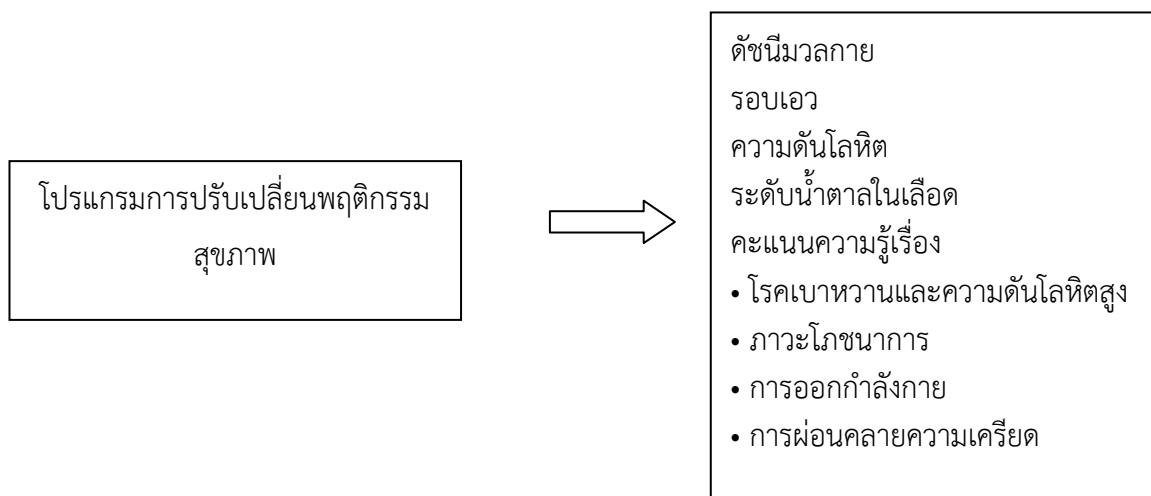 โปรแกรมการปรับเปลี่ยนพฤติกรรม
สุขภาพ
ดัชนีมวลกาย
รอบเอว
ความดันโลหิต
ระดับน้ำตาลในเลือด
คะแนนความรู้เรื่อง
• โรคเบาหวานและความดันโลหิตสูง
• ภาวะโภชนาการ
• การออกกำลังกาย
• การผ่อนคลายความเครียด